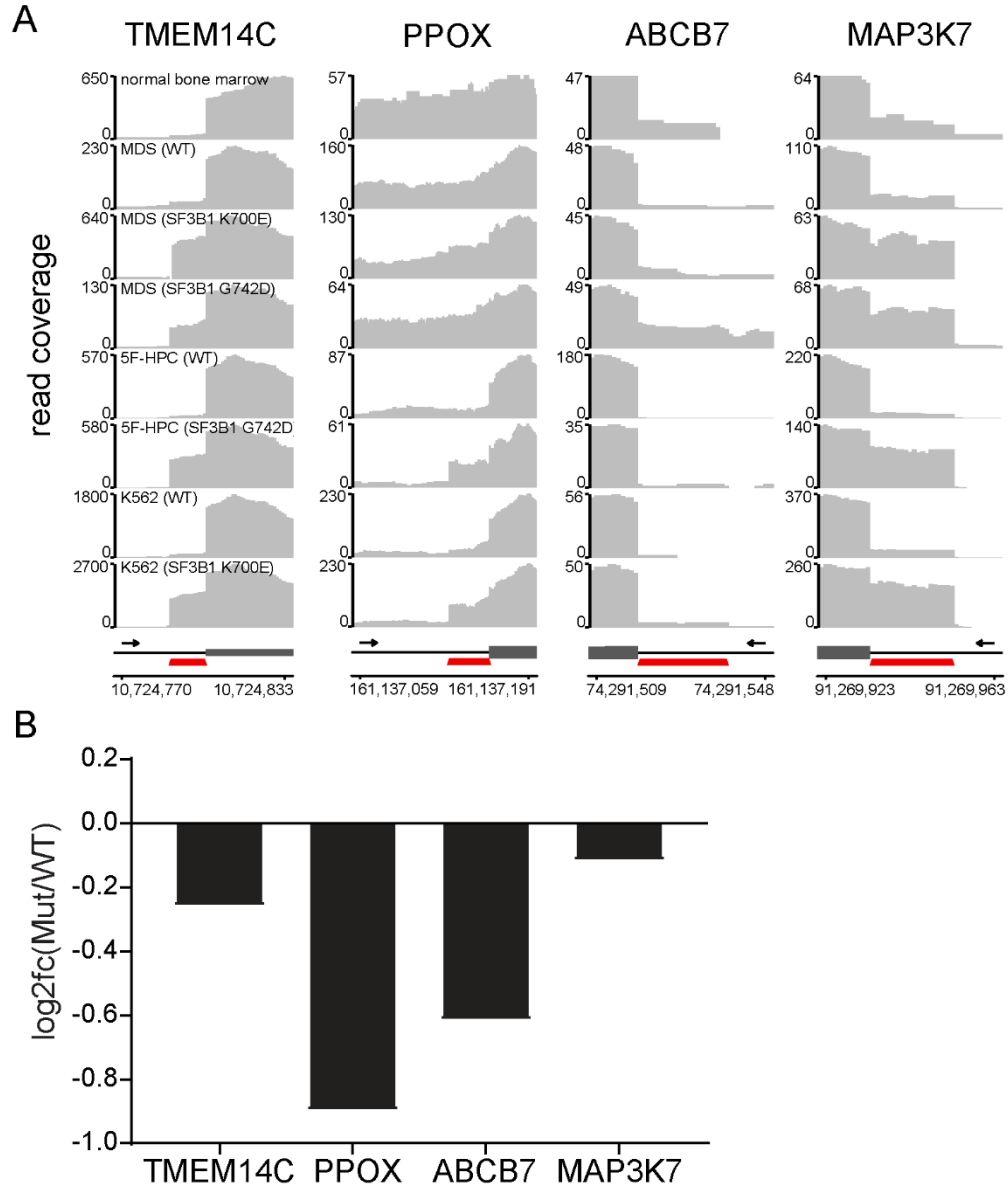 A
TMEM14C PPOX ABCB7 MAP3K7
read coverage
650 normal bone marrow 57 47 64
0 0 0 0
230 MDS (WT) 160 48 110
0 0 0 0
640 MDS (SF3B1 K700E) 130 45 63
0 0 0 0
130 MDS (SF3B1 G742D) 64 49 68
0 0 0 0
570 5F-HPC (WT) 87 180 220
0 0 0 0
580 5F-HPC (SF3B1 G742D) 61 35 140
0 0 0 0
1800 K562 (WT) 230 56 370
0 0 0 0
2700 K562 (SF3B1 K700E) 230 50 260
0 0 0 0
10,724,770 10,724,833 161,137,059 161,137,191 74,291,509 74,291,548 91,269,923 91,269,963
B
log2fc(Mut/WT)
0.2
0.0
-0.2
-0.4
-0.6
-0.8
-1.0
TMEM14C PPOX ABCB7 MAP3K7